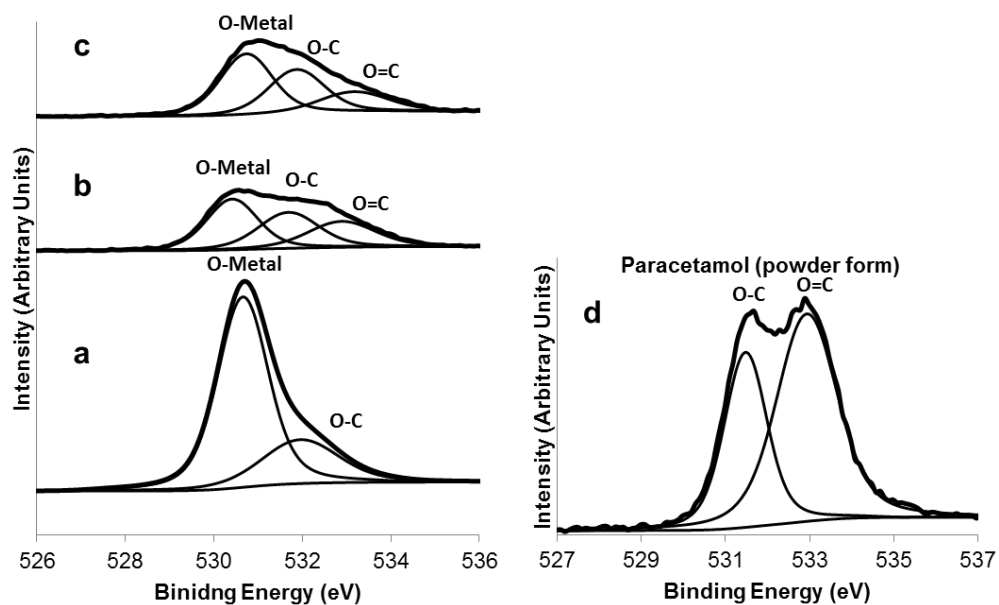 O-Metal
c
O-C
O=C
O-Metal
b
O-C
O=C
O-Metal
a
O-C
Intensity (Arbitrary Units)
526 528 530 532 534 536
Binidng Energy (eV)
Paracetamol (powder form)
O-C O=C
d
Intensity (Arbitrary Units)
527 529 531 533 535 537
Binding Energy (eV)